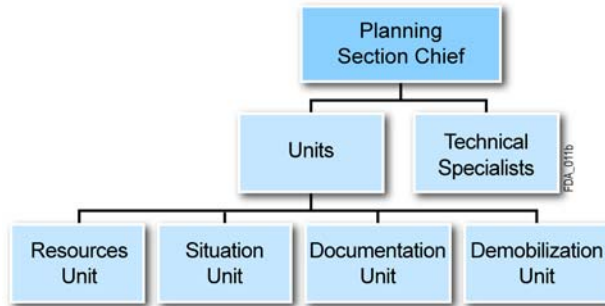 Planning
Section Chief
Units
Technical
Specialists
FDA_011b
Resources
Unit
Situation
Unit
Documentation
Unit
Demobilization
Unit